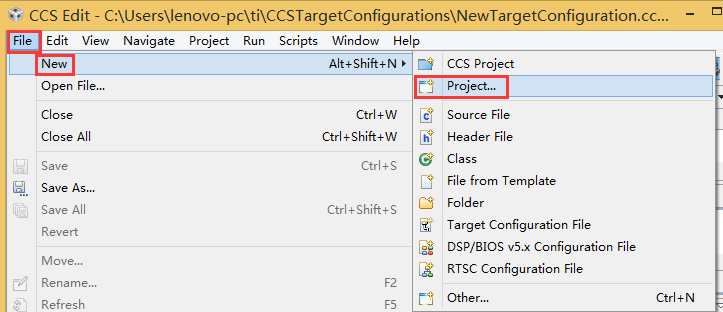 CCS Edit - C:\Users\lenovo-pc\ti\CCSTargetConfigurations\NewTargetConfiguration.cc...
File Edit View Navigate Project Run Scripts Window Help
New Alt+Shift+N
Open File...
Close Ctrl+W
Close All Ctrl+Shift+W
Save Ctrl+S
Save As...
Save All Ctrl+Shift+S
Revert
Move...
Rename... F2
Refresh F5
CCS Project
Project...
Source File
Header File
Class
File from Template
Folder
Target Configuration File
DSP/BIOS v5.x Configuration File
RTSC Configuration File
Other... Ctrl+N